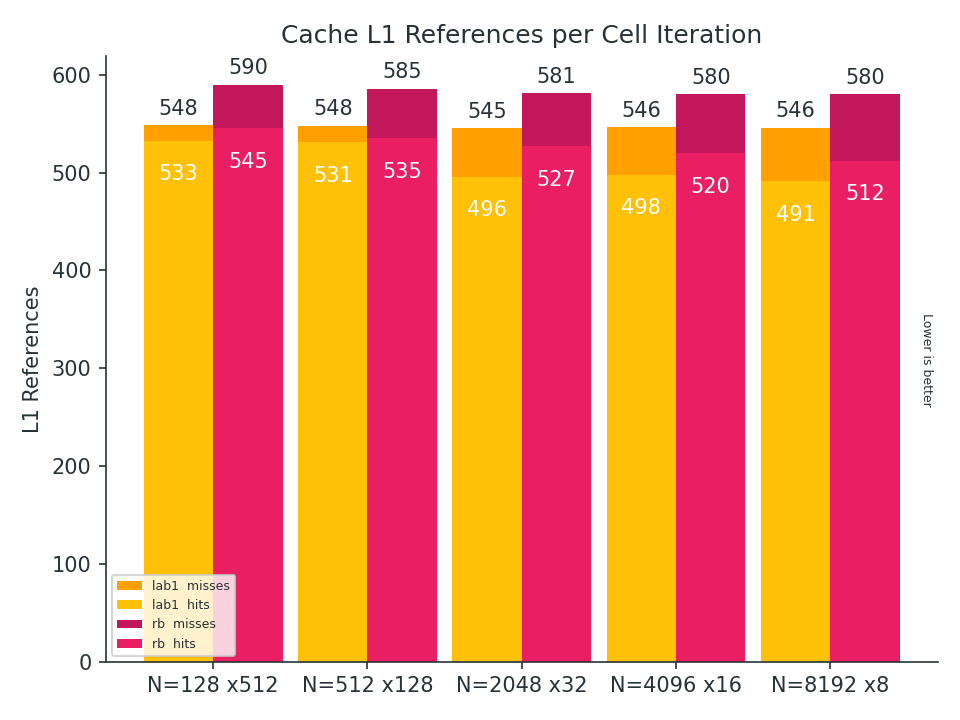 Cache L1 References per Cell Iteration
L1 References
600
500
400
300
200
100
0
548
590
548
585
545
581
546
580
546
580
533
545
531
535
496
527
498
520
491
512
lab1 misses
lab1 hits
rb misses
rb hits
N=128 x512
N=512 x128
N=2048 x32
N=4096 x16
N=8192 x8
Lower is better